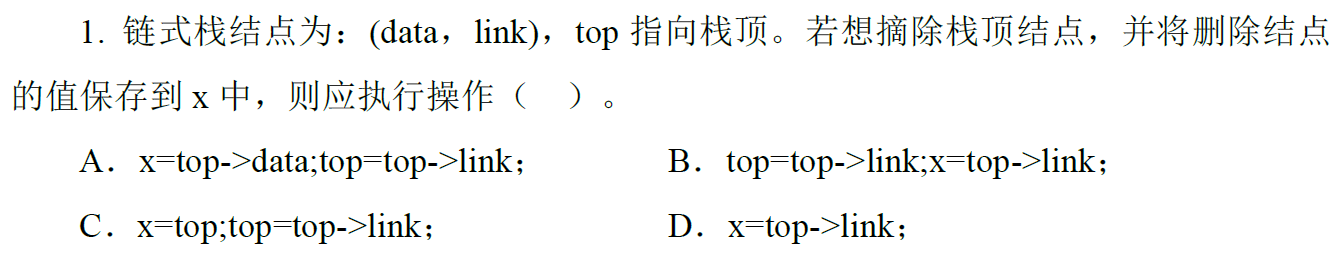 1. 链式栈结点为：(data，link)，top 指向栈顶。若想摘除栈顶结点，并将删除结点
的值保存到 x 中，则应执行操作（ ）。
A．x=top->data;top=top->link； B．top=top->link;x=top->link；
C．x=top;top=top->link； D．x=top->link；